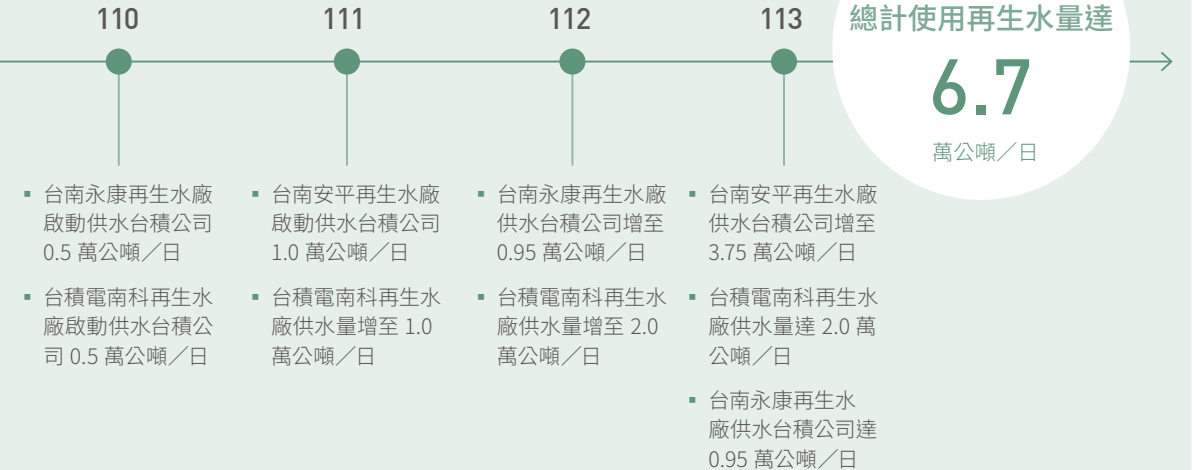 110
台南永康再生水廠
啟動供水台積公司
0.5 萬公噸／日
台積電南科再生水
廠啟動供水台積公
司 0.5 萬公噸／日
111
台南安平再生水廠
啟動供水台積公司
1.0 萬公噸／日
台積電南科再生水
廠供水量增至 1.0
萬公噸／日
112
台南永康再生水廠
供水台積公司增至
0.95 萬公噸／日
台積電南科再生水
廠供水量增至 2.0
萬公噸／日
113
台南安平再生水廠
供水台積公司增至
3.75 萬公噸／日
台積電南科再生水
廠供水量達 2.0 萬
公噸／日
台南永康再生水
廠供水台積公司達
0.95 萬公噸／日
總計使用再生水量達
6.7
萬公噸／日